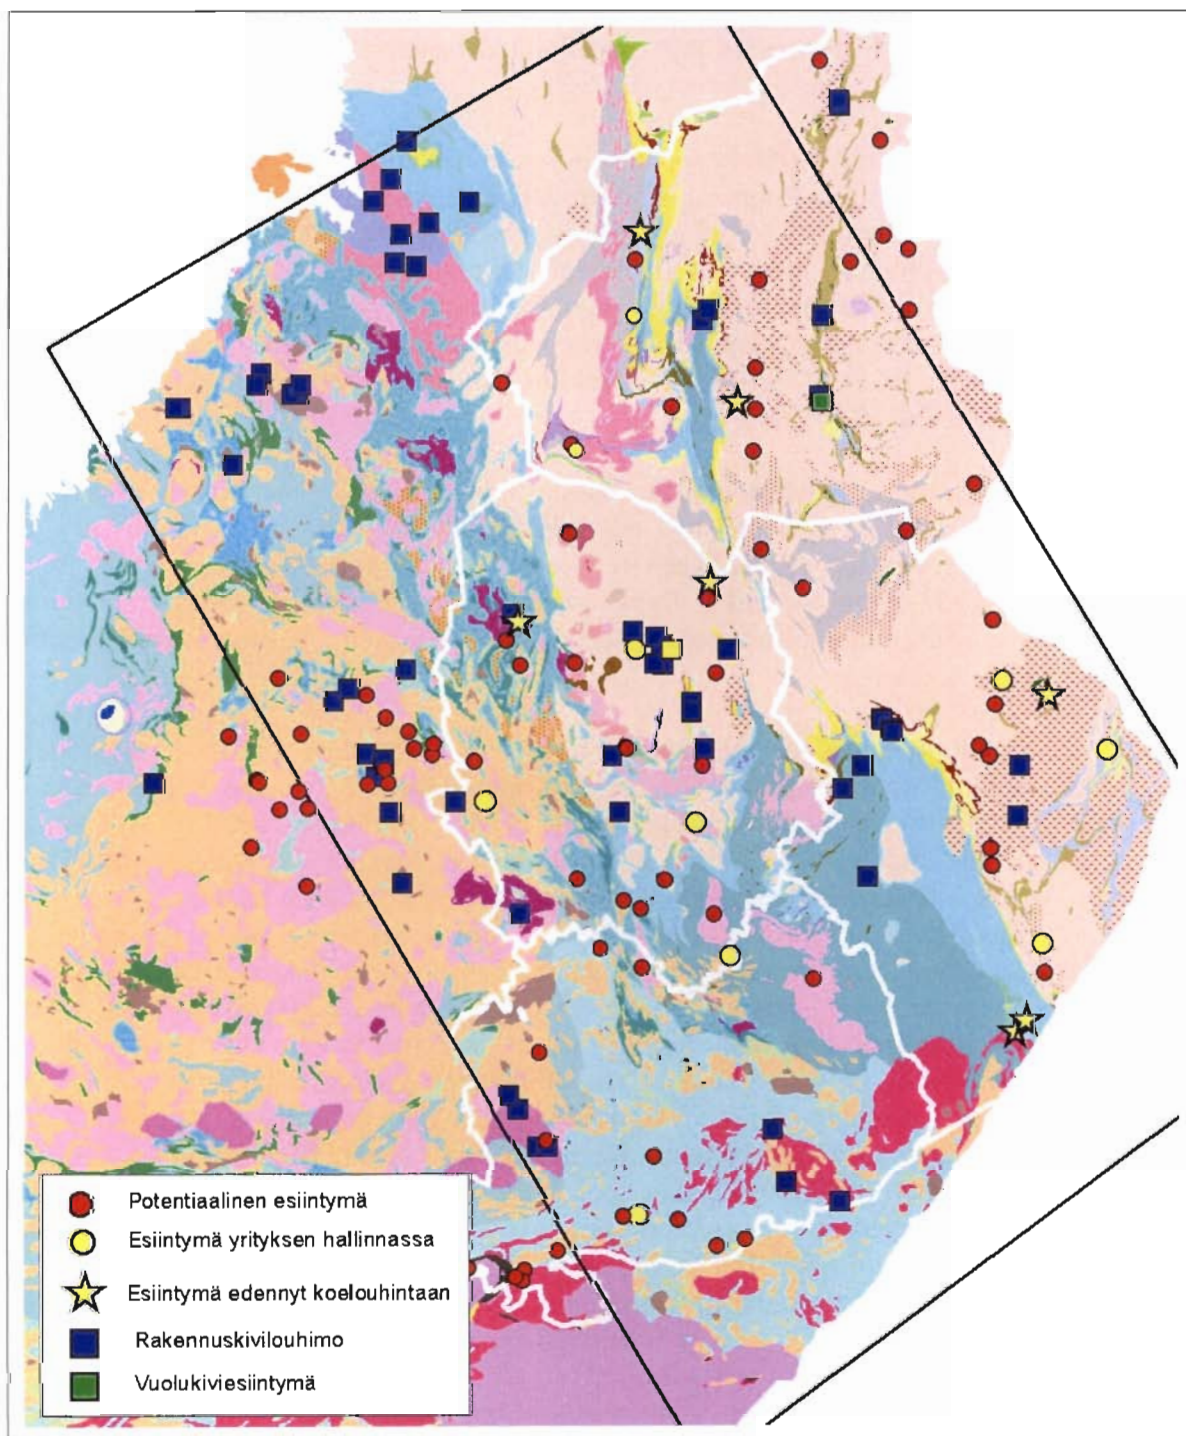 Potentiaalinen esiintymä
Esiintymä yrityksen hallinnassa
Esiintymä edennyt koelouhintaan
Rakennuskivilouhimo
Vuolukiviesiintymä